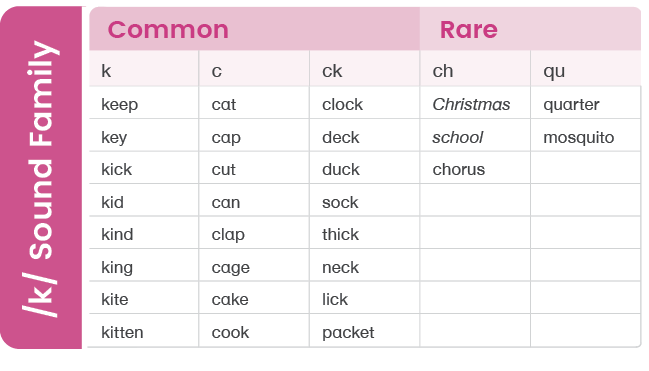 /k/ Sound Family
Common Rare
k c ck ch qu
keep cat clock Christmas quarter
key cap deck school mosquito
kick cut duck chorus
kid can sock
kind clap thick
king cage neck
kite cake lick
kitten cook packet